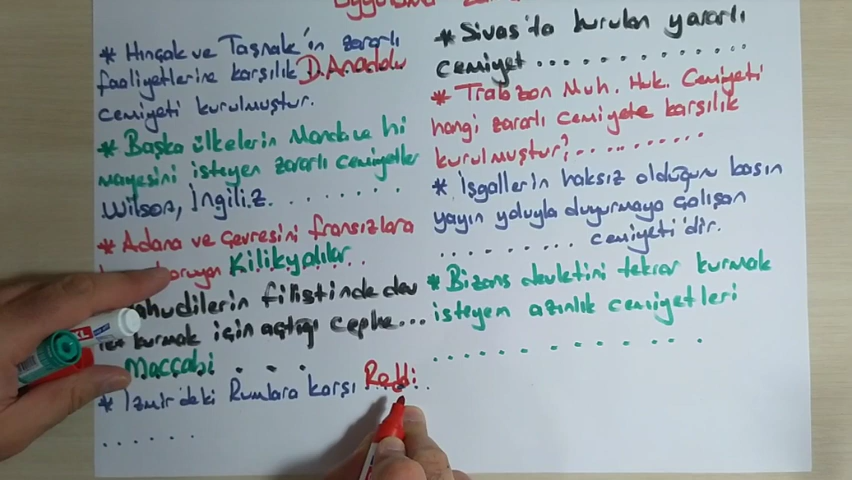 * Hınçak ve Taşnak'ın zararlı
faaliyetlerine karşılık D.Anadolu
cemiyeti kurulmuştur.
* Başka ülkelerin Manda ve hi
mayesini isteyen zararlı cemiyetler
Wilson, İngiliz. . . . . . . .
* Adana ve çevresini fransızlara
Kilikyalılar . .
filistinde dev
kurmak için açtığı cephe...
Maccabi . . .
* İzmir'deki Rumlara karşı Reddi . .
. . . . . .
* Sivas'ta kurulan yararlı
cemiyet . . . . . . . . . . . . .
* Trabzon Muh. Huk. Cemiyeti
hangi zararlı cemiyete karşılık
kurulmuştur? . . . . . . . . . .
* İşgallerin haksız olduğunu basın
yayın yoluyla duyurmaya çalışan
. . . . . . . . . cemiyeti'dir.
* Bizans devletini tekrar kurmak
isteyen azınlık cemiyetleri
. . . . . . . . . . .